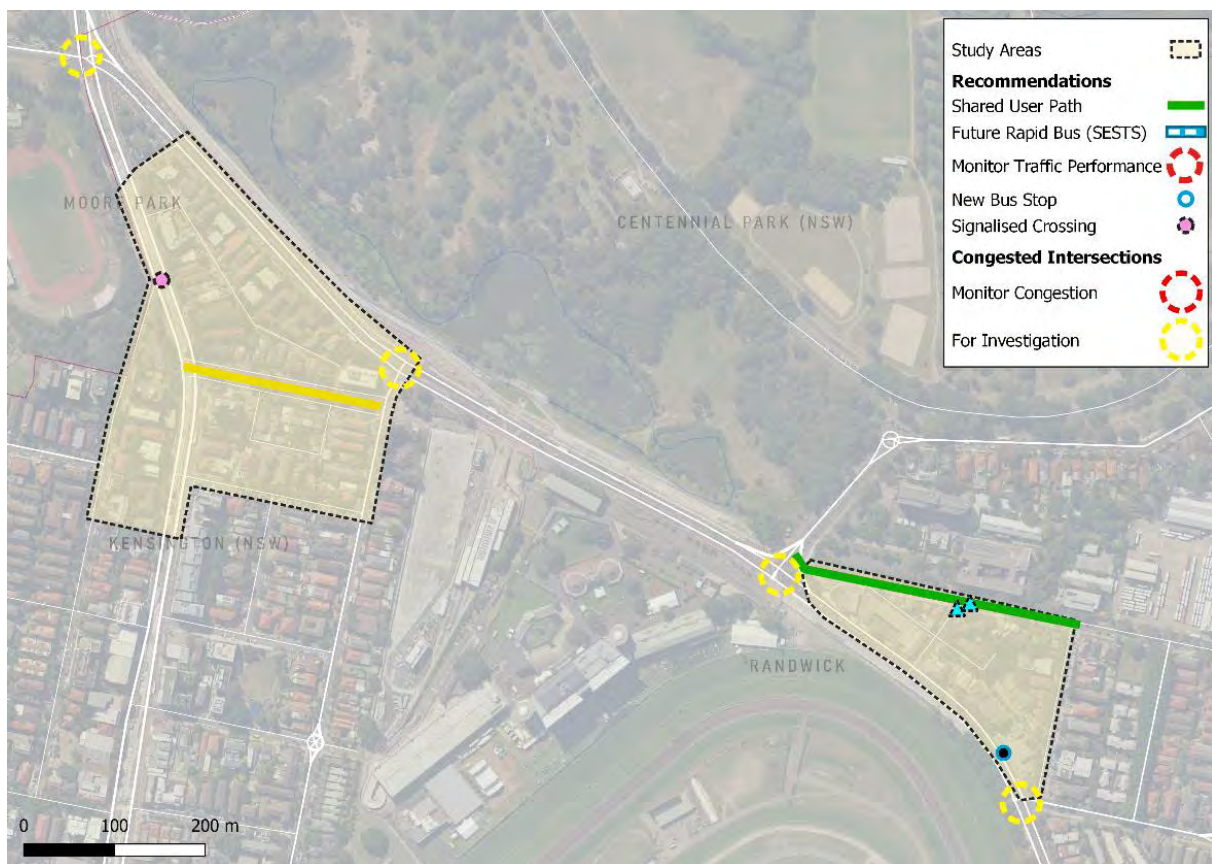 MOORE PARK
CENTENNIAL PARK (NSW)
KENSINGTON (NSW)
RANDWICK
Study Areas
Recommendations
Shared User Path
Future Rapid Bus (SESTS)
Monitor Traffic Performance
New Bus Stop
Signalised Crossing
Congested Intersections
Monitor Congestion
For Investigation
0 100 200 m